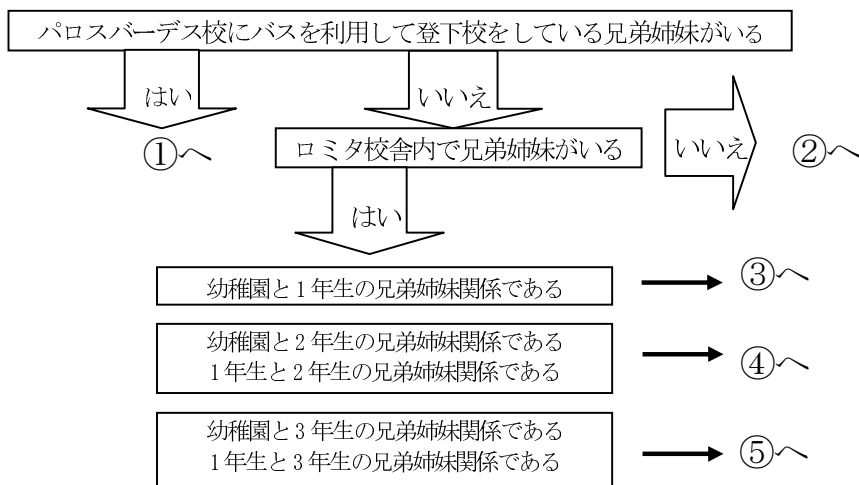 パロスバーデス校にバスを利用して登下校をしている兄弟姉妹がいる
はい
いいえ
①へ
ロミタ校舎内で兄弟姉妹がいる
いいえ
②へ
はい
幼稚園と1年生の兄弟姉妹関係である
③へ
幼稚園と2年生の兄弟姉妹関係である
1年生と2年生の兄弟姉妹関係である
④へ
幼稚園と3年生の兄弟姉妹関係である
1年生と3年生の兄弟姉妹関係である
⑤へ